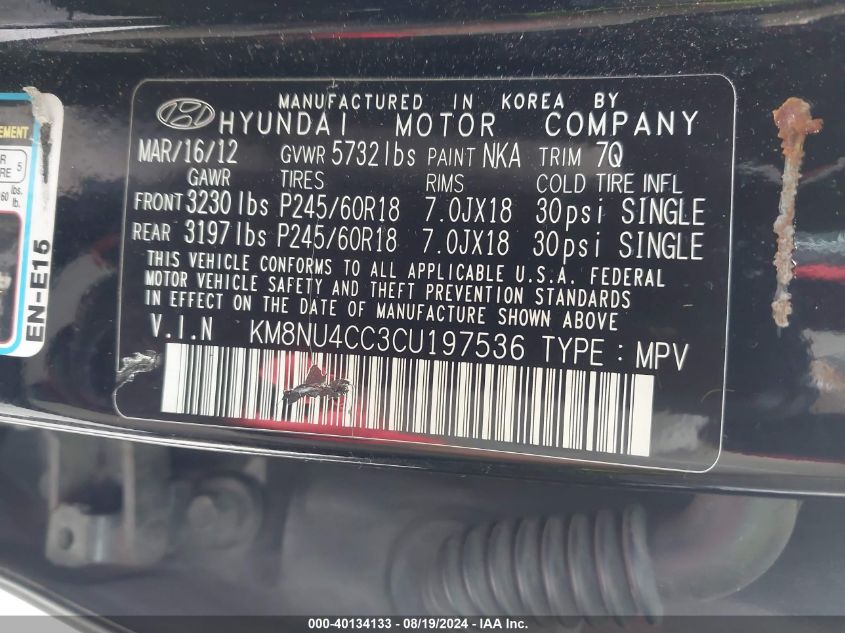 MANUFACTURED IN KOREA BY
HYUNDAI MOTOR COMPANY
MAR/16/12 GVWR 5732lbs PAINT NKA TRIM 7Q
GAWR TIRES RIMS COLD TIRE INFL
FRONT 3230lbs P245/60R18 7.0JX18 30psi SINGLE
REAR 3197lbs P245/60R18 7.0JX18 30psi SINGLE
THIS VEHICLE CONFORMS TO ALL APPLICABLE U.S.A. FEDERAL
MOTOR VEHICLE SAFETY AND THEFT PREVENTION STANDARDS
IN EFFECT ON THE DATE OF MANUFACTURE SHOWN ABOVE
V.I.N KM8NU4CC3CU197536 TYPE : MPV
EN-E15
5
lbs.
000-40134133 - 08/19/2024 - IAAI, Inc.